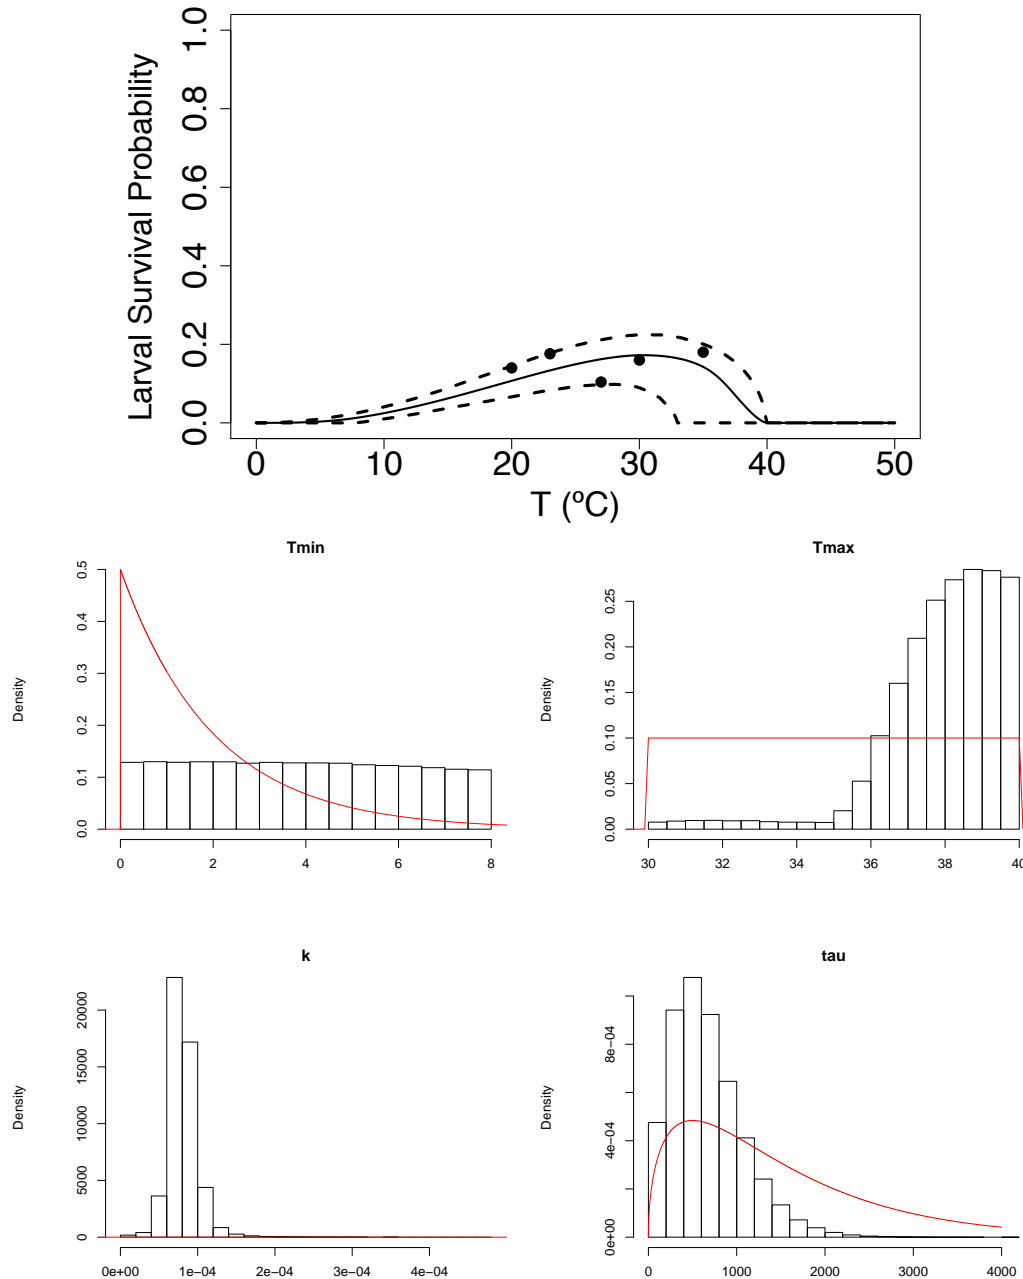 Larval Survival Probability
1.0
0.8
0.6
0.4
0.2
0.0
0 10 20 30 40 50
T (ºC)
Tmin
Density
0.5
0.4
0.3
0.2
0.1
0.0
0 2 4 6 8
Tmax
Density
0.25
0.20
0.15
0.10
0.05
0.00
30 32 34 36 38 40
k
Density
20000
15000
10000
5000
0
0e+00 1e−04 2e−04 3e−04 4e−04
tau
Density
8e−04
4e−04
0e+00
0 1000 2000 3000 4000